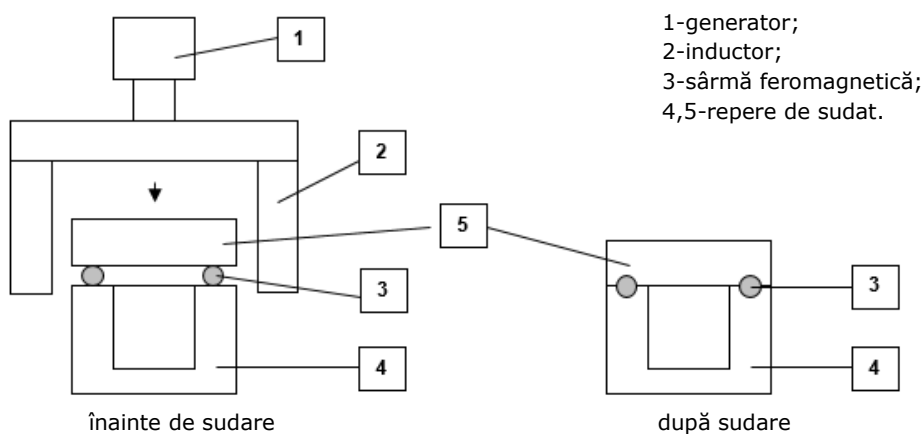 1
1-generator;
2-inductor;
3-sârmă feromagnetică;
4,5-repere de sudat.
2
5
3
3
4
4
înainte de sudare
după sudare